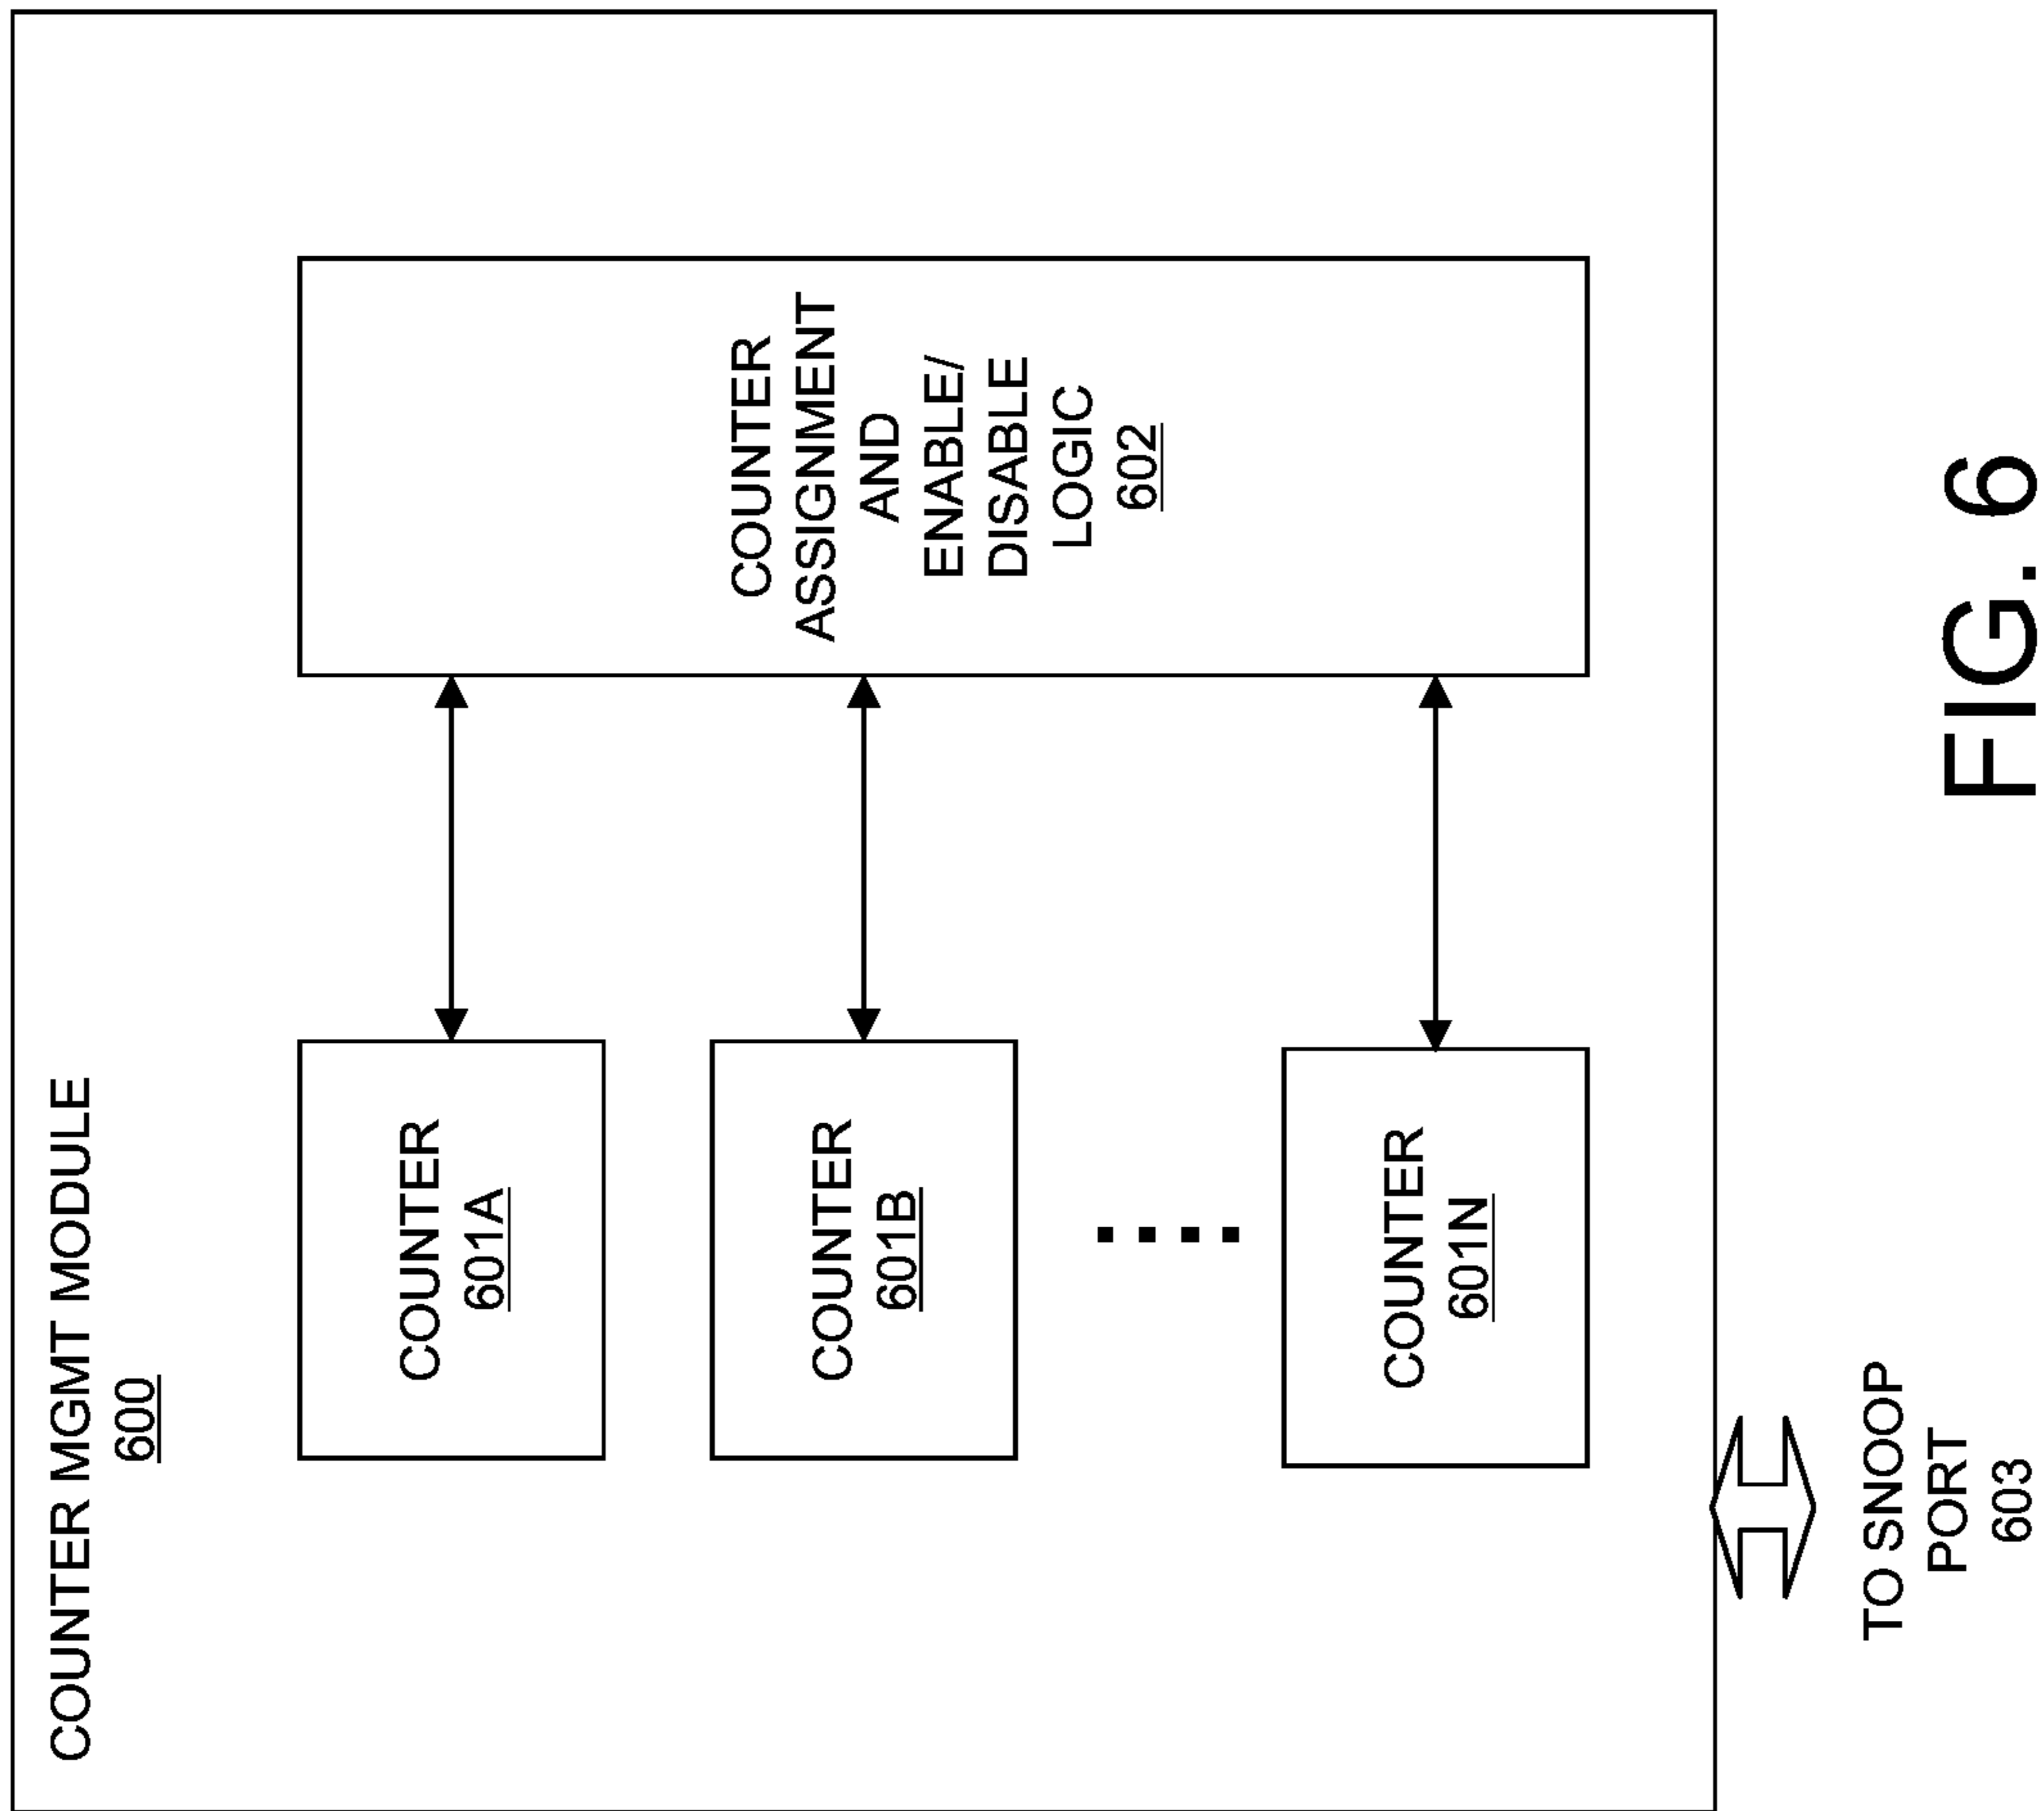 COUNTER MGMT MODULE
600
COUNTER
601A
COUNTER
601B
COUNTER
601N
COUNTER
ASSIGNMENT
AND
ENABLE/
DISABLE
LOGIC
602
TO SNOOP
PORT
603
FIG. 6